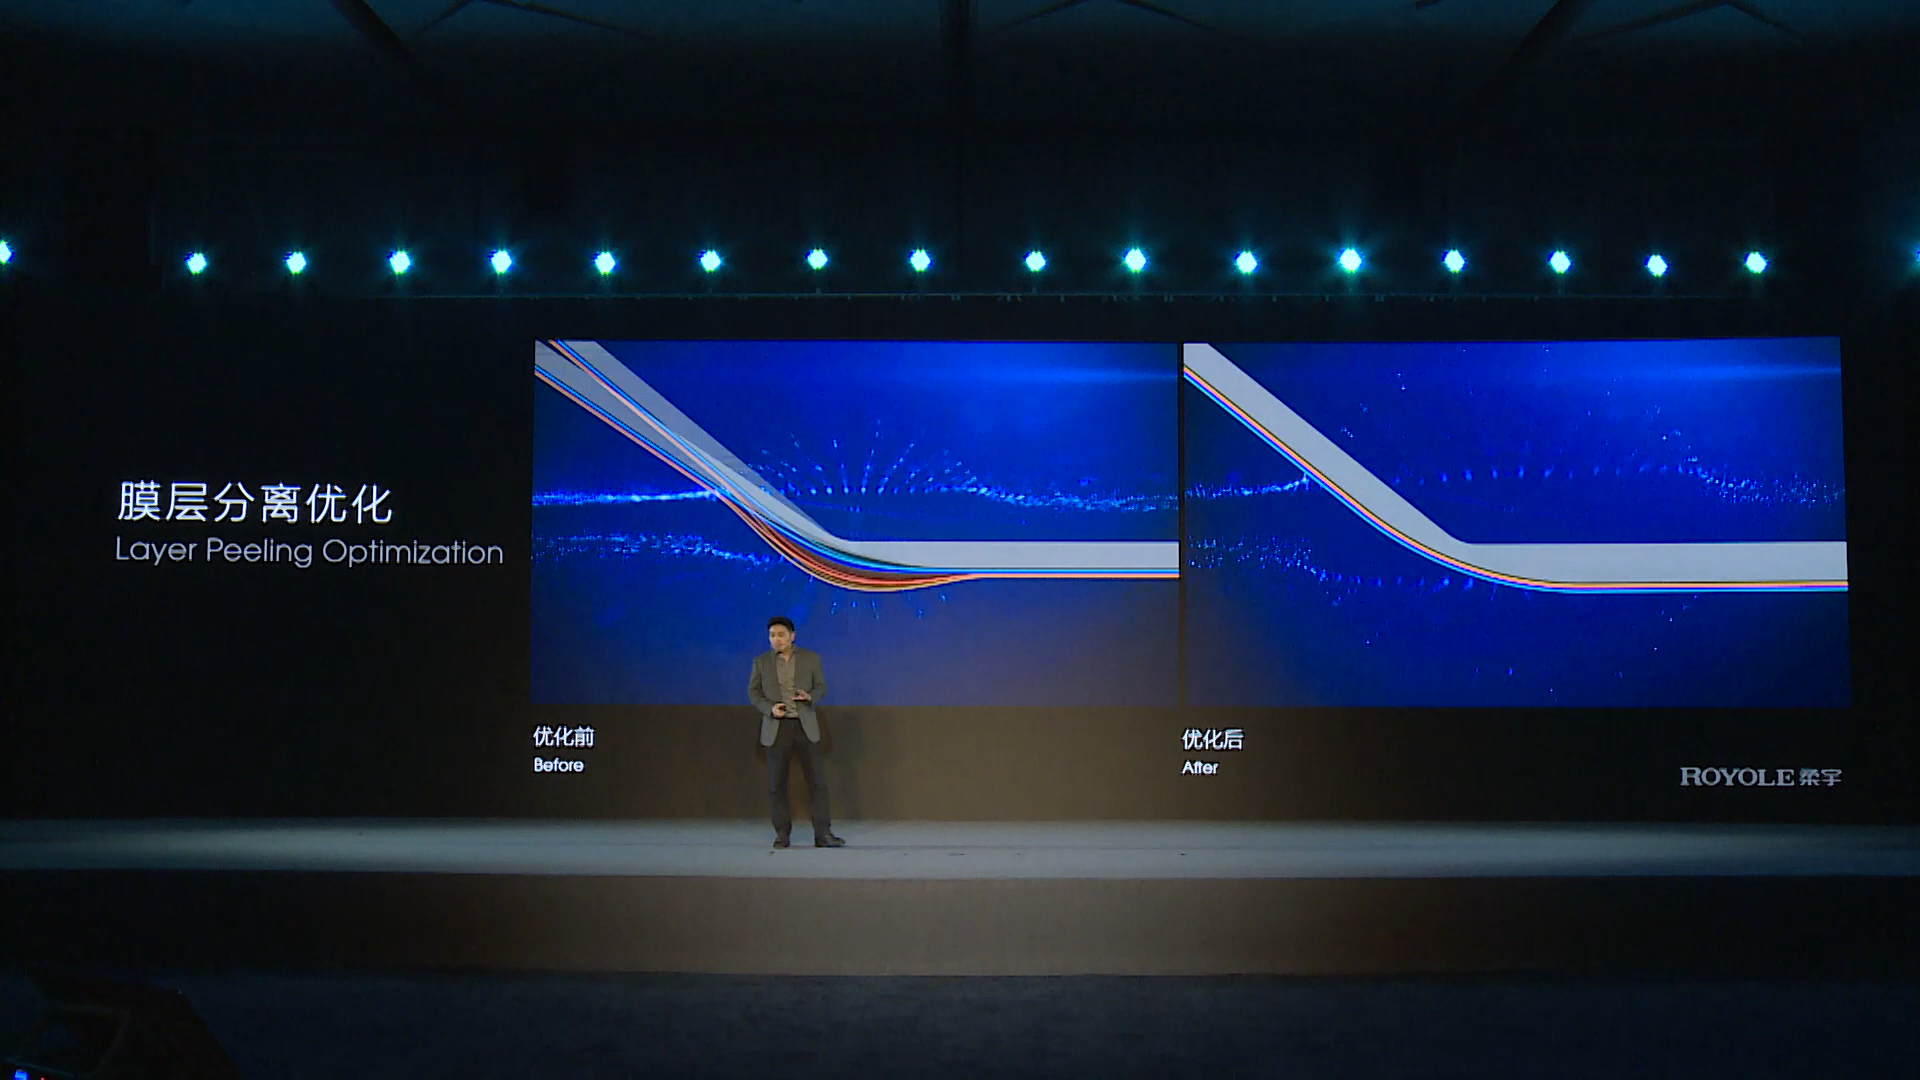 膜层分离优化
Layer Peeling Optimization
优化前
Before
优化后
After
ROYOLE 柔宇